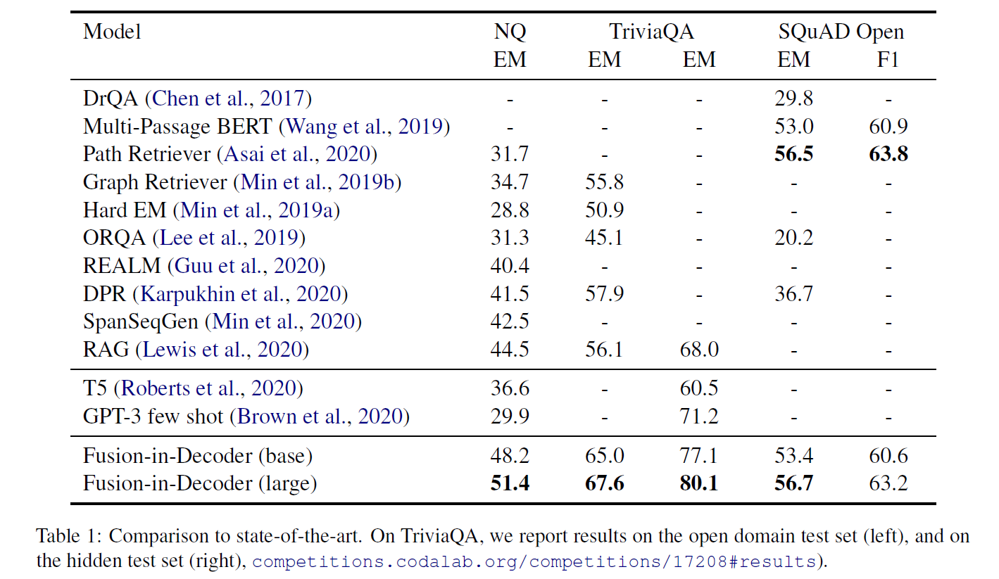 Model NQ TriviaQA SQuAD Open
EM EM EM EM F1
DrQA (Chen et al., 2017) - - - 29.8 -
Multi-Passage BERT (Wang et al., 2019) - - - 53.0 60.9
Path Retriever (Asai et al., 2020) 31.7 - - 56.5 63.8
Graph Retriever (Min et al., 2019b) 34.7 55.8 - - -
Hard EM (Min et al., 2019a) 28.8 50.9 - - -
ORQA (Lee et al., 2019) 31.3 45.1 - 20.2 -
REALM (Guu et al., 2020) 40.4 - - - -
DPR (Karpukhin et al., 2020) 41.5 57.9 - 36.7 -
SpanSeqGen (Min et al., 2020) 42.5 - - - -
RAG (Lewis et al., 2020) 44.5 56.1 68.0 - -
T5 (Roberts et al., 2020) 36.6 - 60.5 - -
GPT-3 few shot (Brown et al., 2020) 29.9 - 71.2 - -
Fusion-in-Decoder (base) 48.2 65.0 77.1 53.4 60.6
Fusion-in-Decoder (large) 51.4 67.6 80.1 56.7 63.2
Table 1: Comparison to state-of-the-art. On TriviaQA, we report results on the open domain test set (left), and on
the hidden test set (right), competitions.codalab.org/competitions/17208#results).